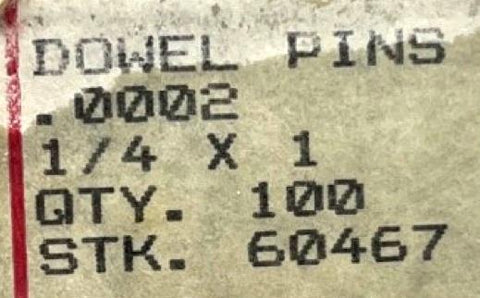 DOWEL PINS
.0002
1/4 X 1
QTY. 100
STK. 60467